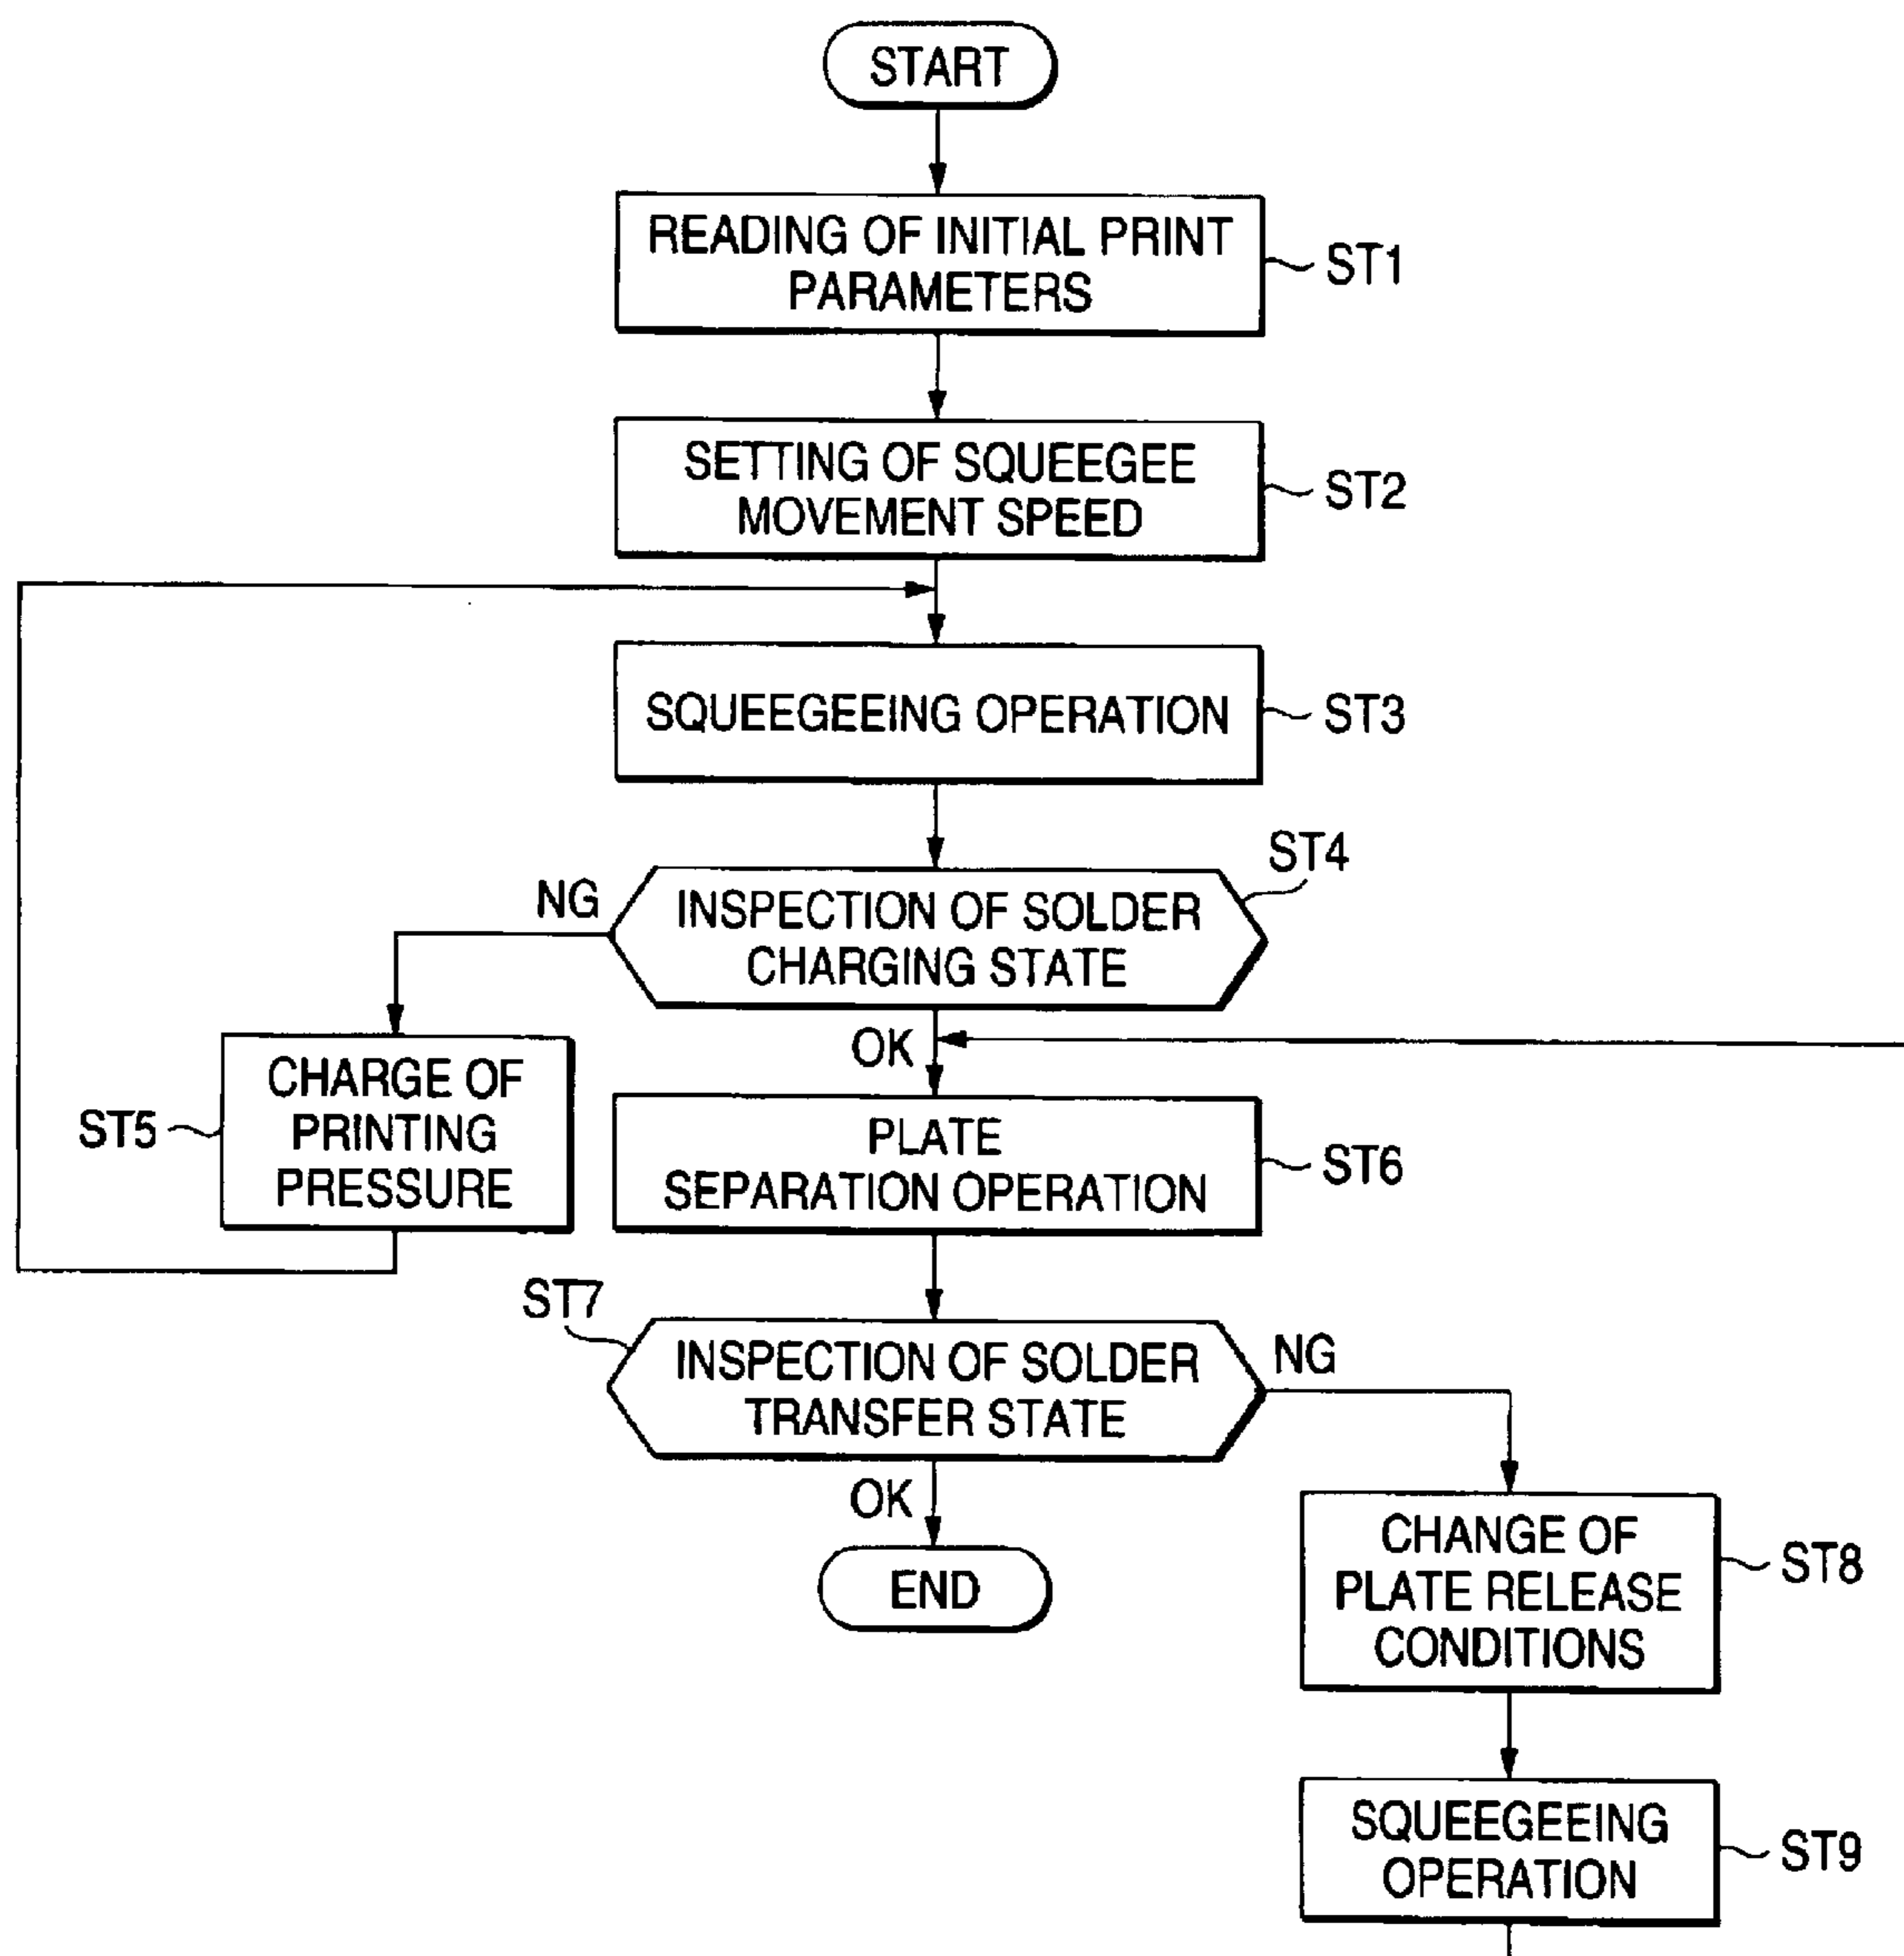 START
READING OF INITIAL PRINT
PARAMETERS
ST1
SETTING OF SQUEEGEE
MOVEMENT SPEED
ST2
SQUEEGEEING OPERATION
ST3
ST4
NG
INSPECTION OF SOLDER
CHARGING STATE
OK
CHARGE OF
PRINTING
PRESSURE
ST5
PLATE
SEPARATION OPERATION
ST6
ST7
INSPECTION OF SOLDER
TRANSFER STATE
NG
OK
END
CHANGE OF
PLATE RELEASE
CONDITIONS
ST8
SQUEEGEEING
OPERATION
ST9